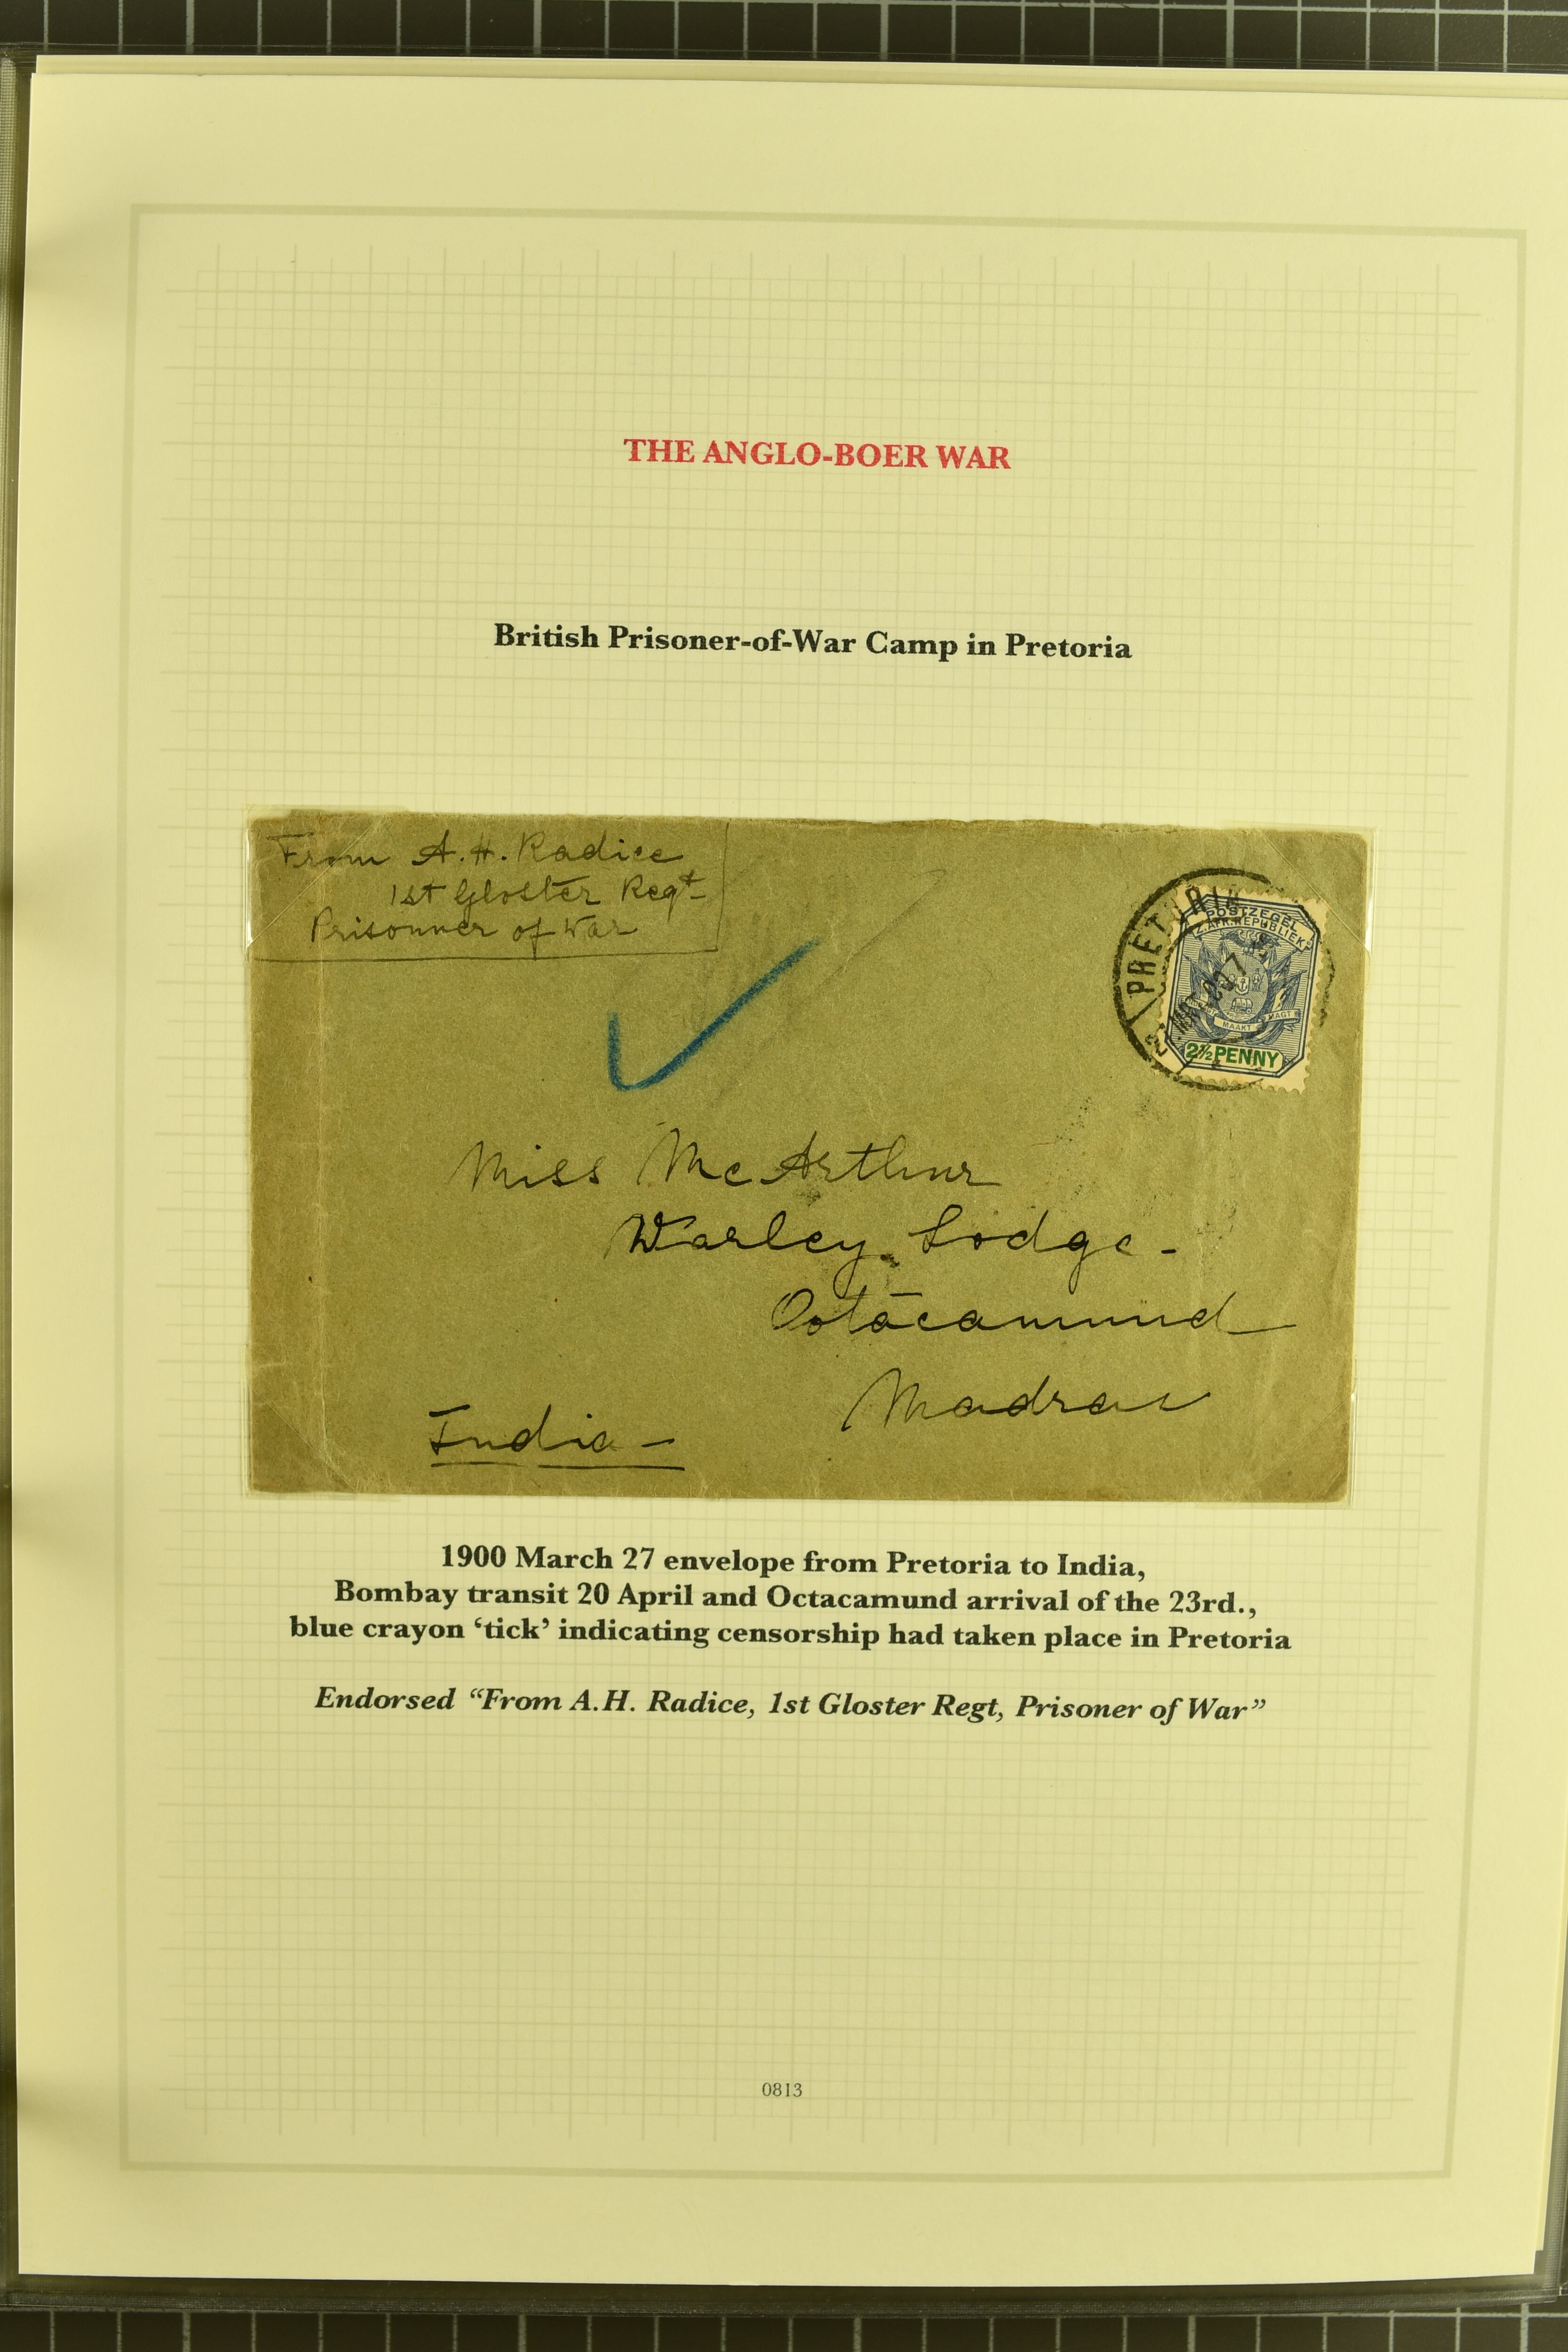 THE ANGLO-BOER WAR
British Prisoner-of-War Camp in Pretoria
From A.H. Radice
1st Gloster Regt
Prisonner of War
PRETORIA
POSTZEGEL
Z.AFR.REPUBLIEK
MAAKT MAGT
2½ PENNY
Miss McArthur
Warley Lodge -
Ootacamund
Madras
India -
1900 March 27 envelope from Pretoria to India,
Bombay transit 20 April and Octacamund arrival of the 23rd.,
blue crayon ‘tick’ indicating censorship had taken place in Pretoria
Endorsed “From A.H. Radice, 1st Gloster Regt, Prisoner of War”
0813